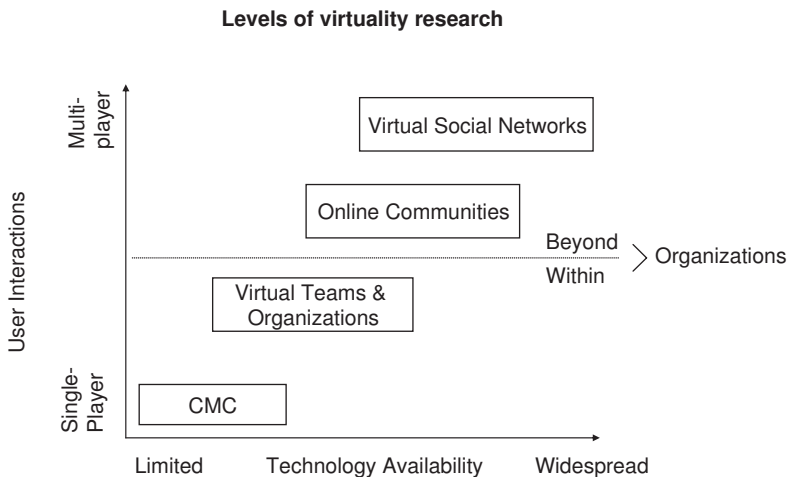 Levels of virtuality research
Multi-
player
Virtual Social Networks
Online Communities
User Interactions
Beyond
Within
Organizations
Virtual Teams &
Organizations
Single-
Player
CMC
Limited
Technology Availability
Widespread